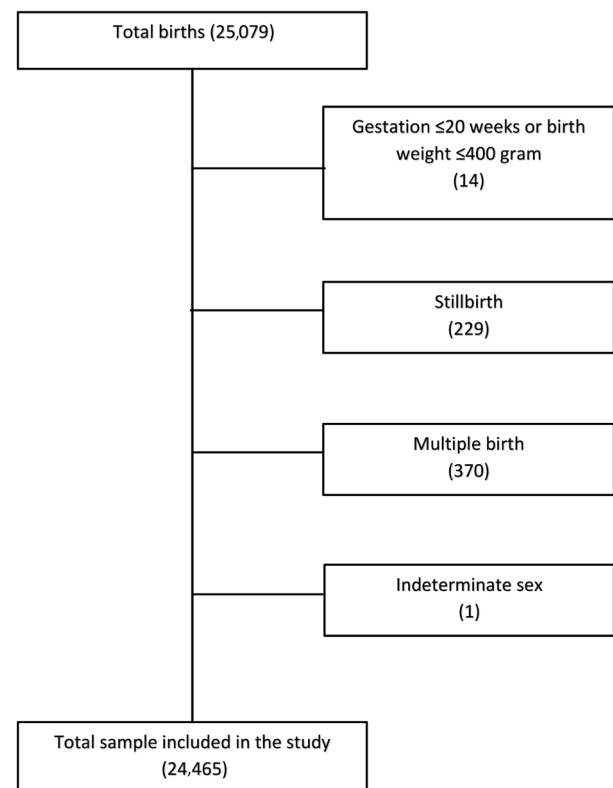 Total births (25,079)
Gestation ≤20 weeks or birth
weight ≤400 gram
(14)
Stillbirth
(229)
Multiple birth
(370)
Indeterminate sex
(1)
Total sample included in the study
(24,465)